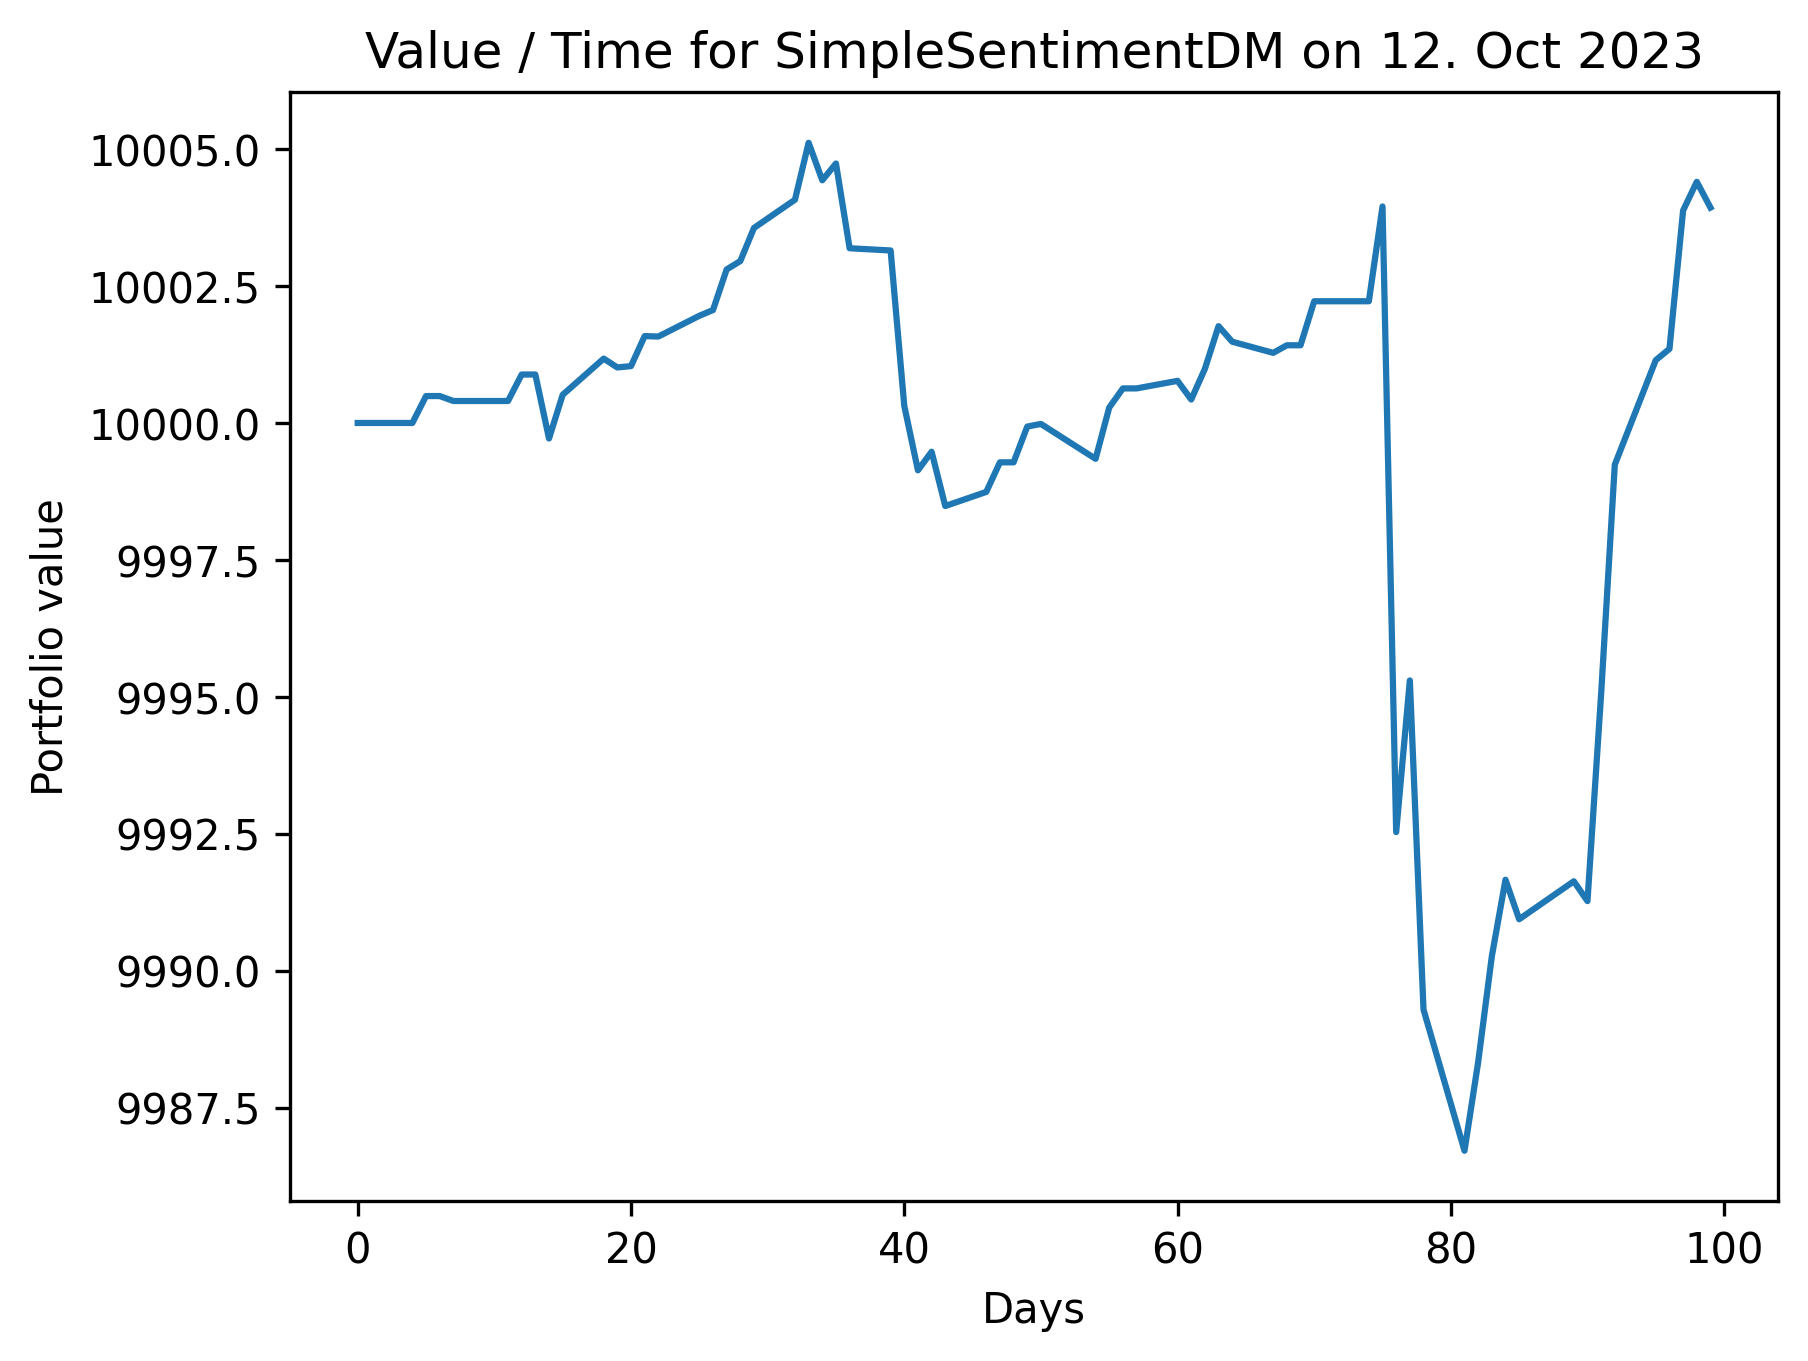 Value / Time for SimpleSentimentDM on 12. Oct 2023
Portfolio value
10005.0
10002.5
10000.0
9997.5
9995.0
9992.5
9990.0
9987.5
0 20 40 60 80 100
Days